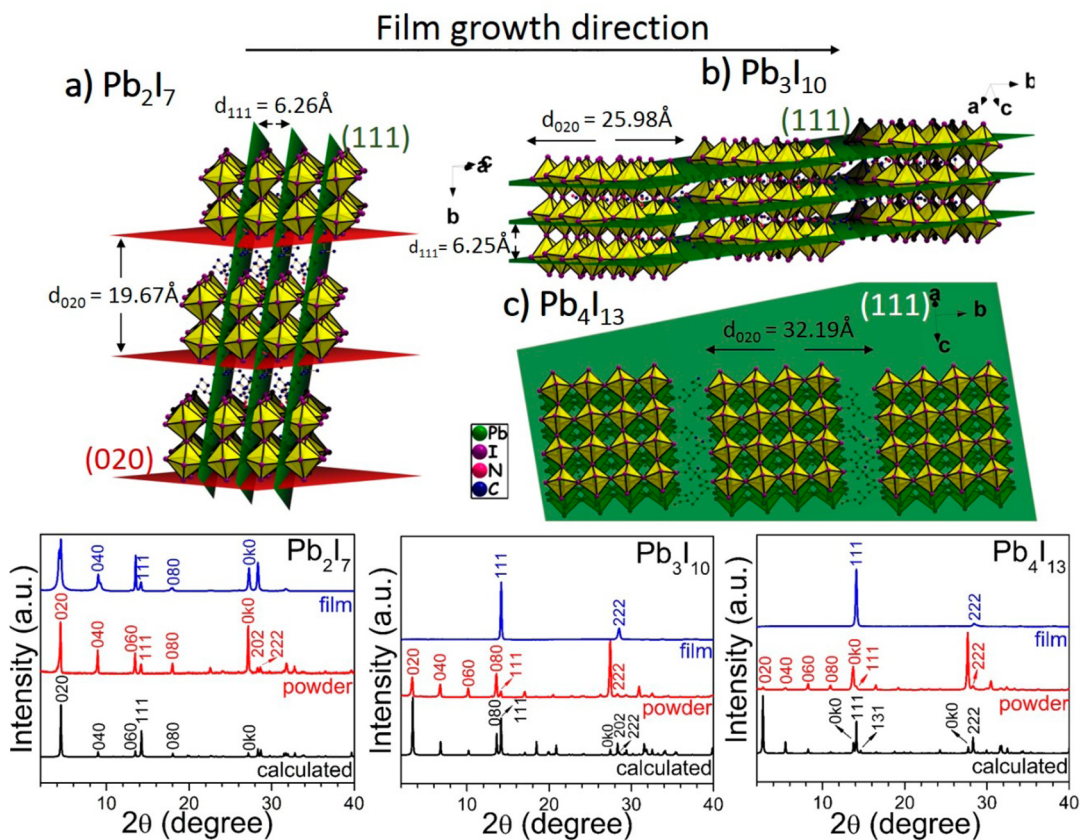 Film growth direction
a) Pb2I7
d111 = 6.26Å
(111)
d020 = 19.67Å
(020)
a
c
b
b) Pb3I10
d020 = 25.98Å
(111)
d111 = 6.25Å
b
a
c
c) Pb4I13
d020 = 32.19Å
(111)
a
b
c
Pb
I
N
C
Pb2I7
040
111
080
0k0
film
020
040
060
111
080
0k0
202
222
powder
020
040
060
111
080
0k0
calculated
Intensity (a.u.)
10 20 30 40
2θ (degree)
Pb3I10
111
222
film
020
040
060
080
111
222
powder
080
111
0k0
202
222
calculated
Intensity (a.u.)
10 20 30 40
2θ (degree)
Pb4I13
111
222
film
020
040
060
080
0k0
111
222
powder
0k0
111
131
0k0
222
calculated
Intensity (a.u.)
10 20 30 40
2θ (degree)